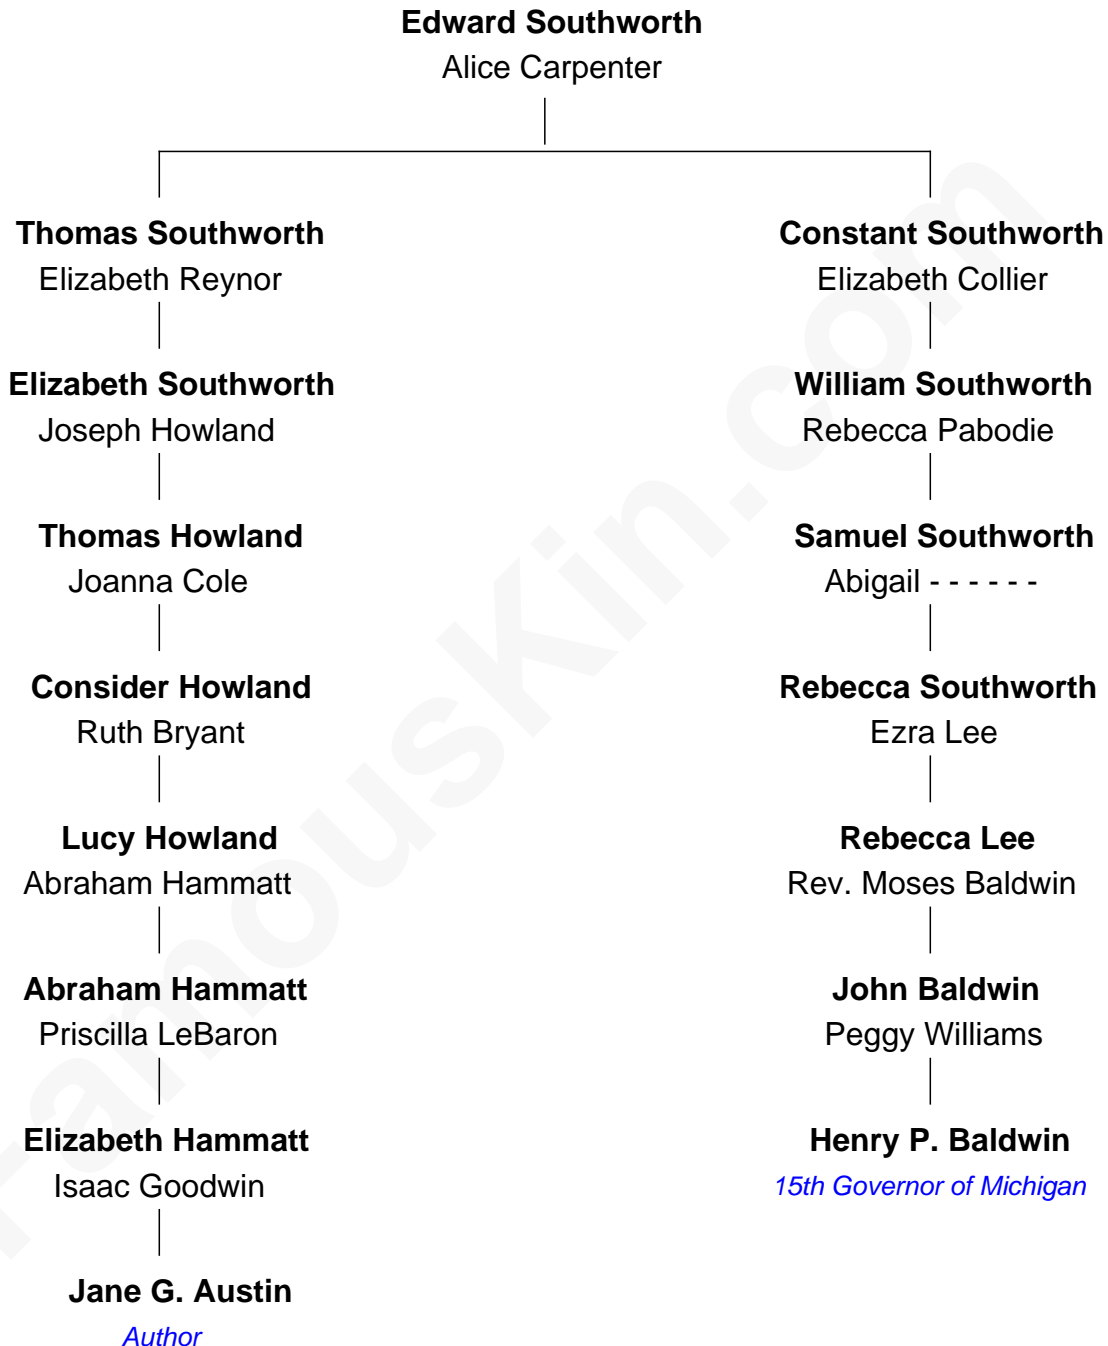 Edward Southworth
Alice Carpenter
Thomas Southworth
Elizabeth Reynor
Elizabeth Southworth
Joseph Howland
Thomas Howland
Joanna Cole
Consider Howland
Ruth Bryant
Lucy Howland
Abraham Hammatt
Abraham Hammatt
Priscilla LeBaron
Elizabeth Hammatt
Isaac Goodwin
Jane G. Austin
Author
Constant Southworth
Elizabeth Collier
William Southworth
Rebecca Pabodie
Samuel Southworth
Abigail - - - - - -
Rebecca Southworth
Ezra Lee
Rebecca Lee
Rev. Moses Baldwin
John Baldwin
Peggy Williams
Henry P. Baldwin
15th Governor of Michigan
FamousKin.com